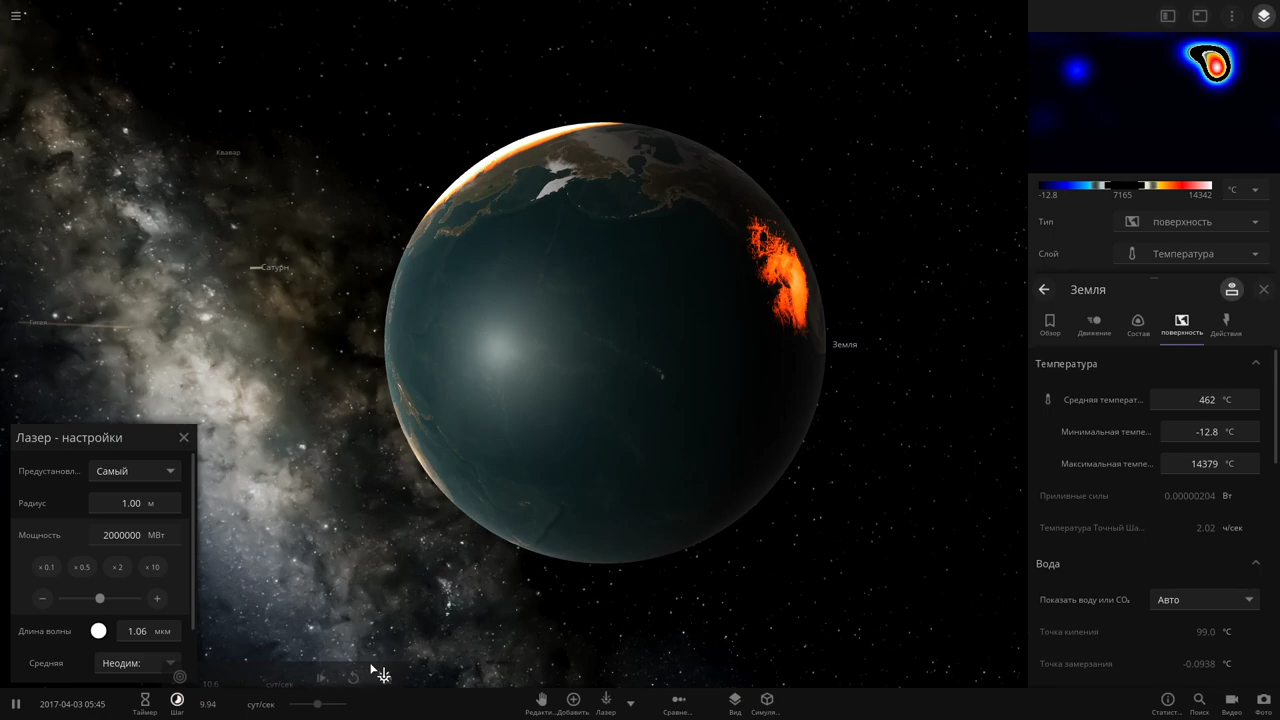 Квавар
Сатурн
Земля
-12.8
7165
14342
°C
Тип
поверхность
Слой
Температура
Земля
Обзор
Движение
Состав
поверхность
Действия
Температура
Средняя температ...
462 °C
Минимальная темпе...
-12.8 °C
Максимальная темпе...
14379 °C
Приливные силы
0.00000204 Вт
Температура Точный Ша...
2.02 ч/сек
Вода
Показать воду или CO₂
Авто
Точка кипения
99.0 °C
Точка замерзания
-0.0938 °C
Лазер - настройки
Предустановл...
Самый
Радиус
1.00 м
Мощность
2000000 МВт
× 0.1
× 0.5
× 2
× 10
Длина волны
1.06 мкм
Средняя
Неодим:
10.6 сут/сек
2017-04-03 05:45
Таймер
Шаг
9.94 сут/сек
Редакти...
Добавить
Лазер
Сравне...
Вид
Симуля...
Статист...
Поиск
Видео
Фото